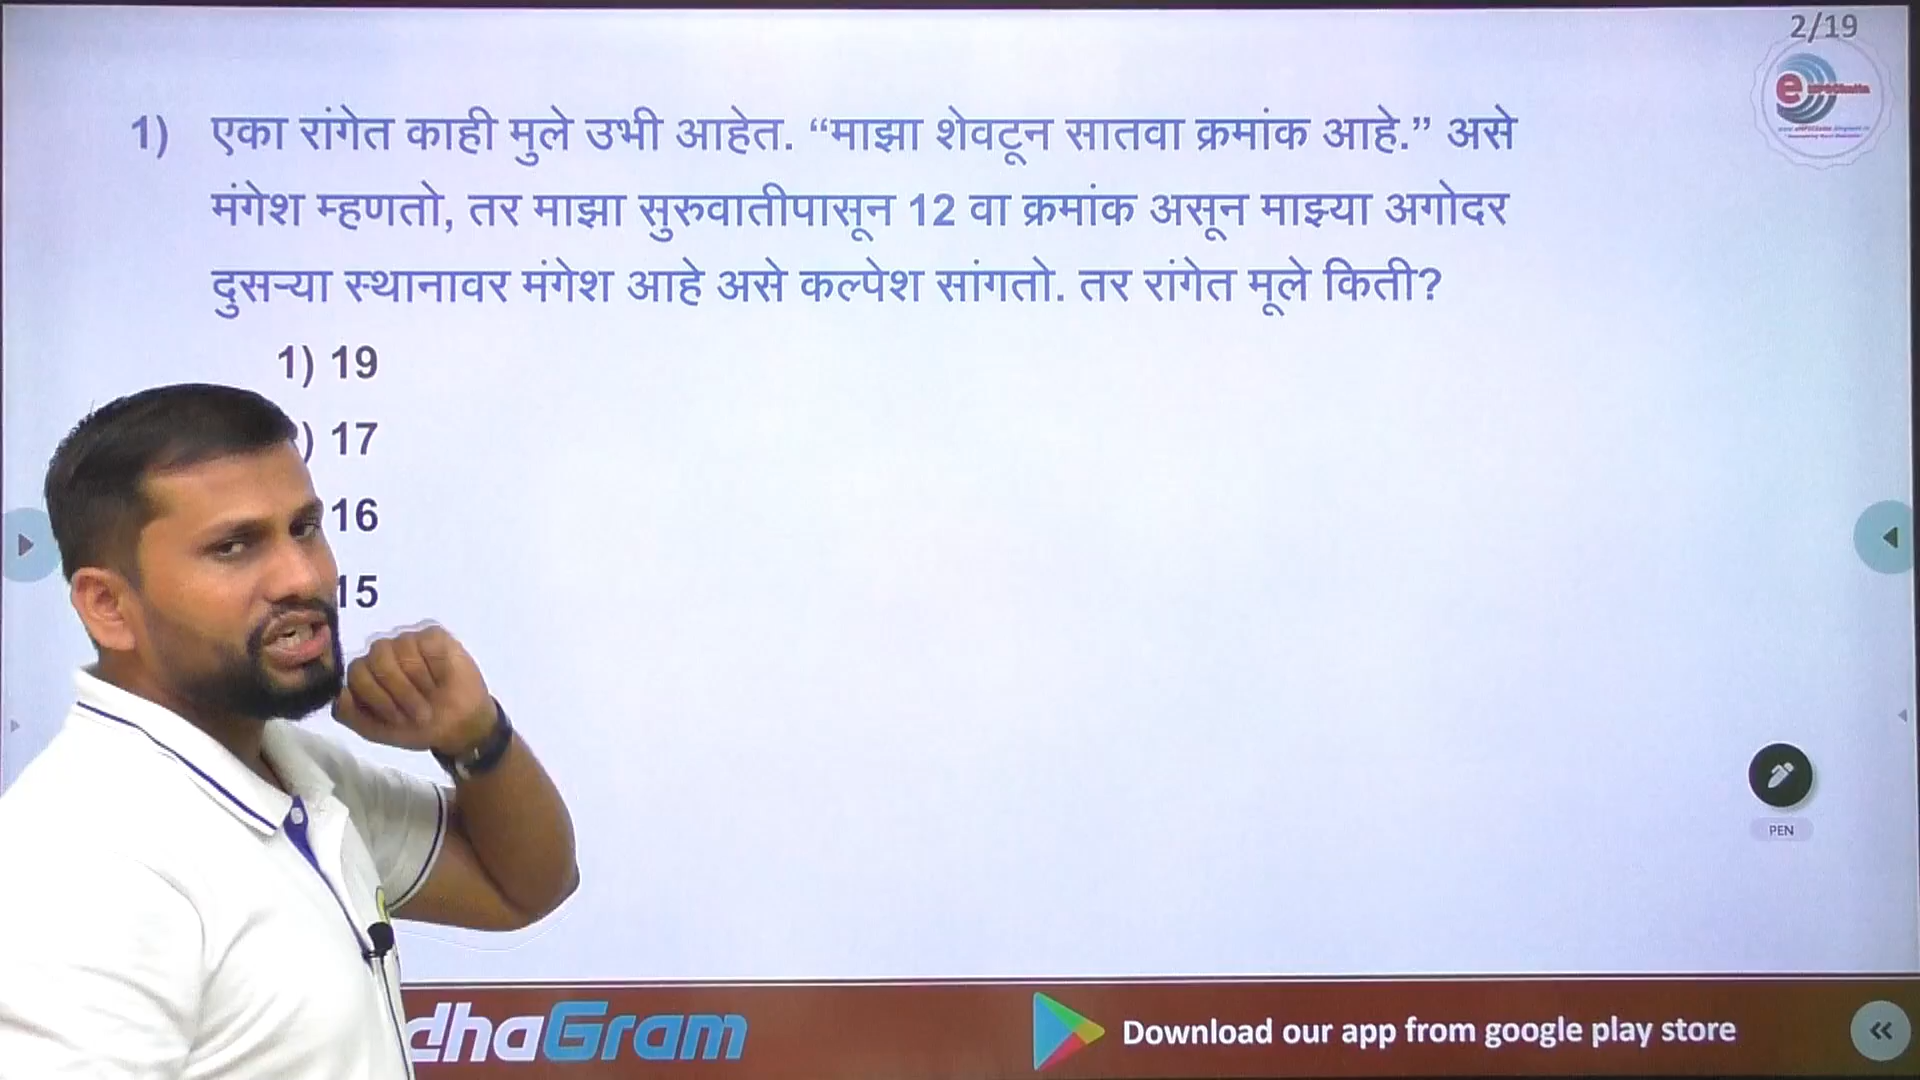 2/19
1) एका रांगेत काही मुले उभी आहेत. “माझा शेवटून सातवा क्रमांक आहे.” असे
मंगेश म्हणतो, तर माझा सुरुवातीपासून 12 वा क्रमांक असून माझ्या अगोदर
दुसऱ्या स्थानावर मंगेश आहे असे कल्पेश सांगतो. तर रांगेत मूले किती?
1) 19
) 17
16
15
PEN
dhaGram
Download our app from google play store